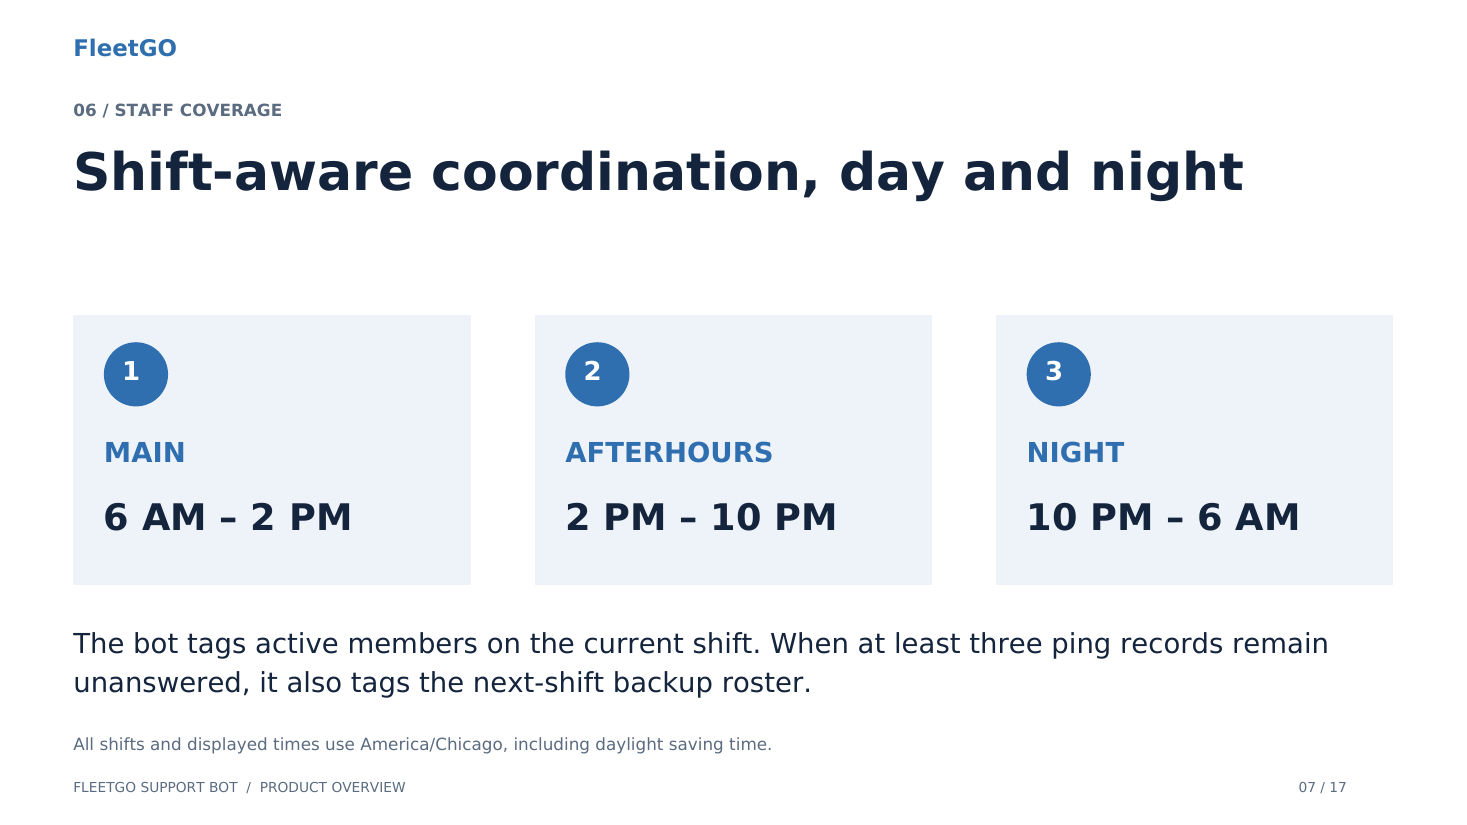 FleetGO
06 / STAFF COVERAGE
Shift-aware coordination, day and night
1
MAIN
6 AM – 2 PM
2
AFTERHOURS
2 PM – 10 PM
3
NIGHT
10 PM – 6 AM
The bot tags active members on the current shift. When at least three ping records remain
unanswered, it also tags the next-shift backup roster.
All shifts and displayed times use America/Chicago, including daylight saving time.
FLEETGO SUPPORT BOT / PRODUCT OVERVIEW
07 / 17